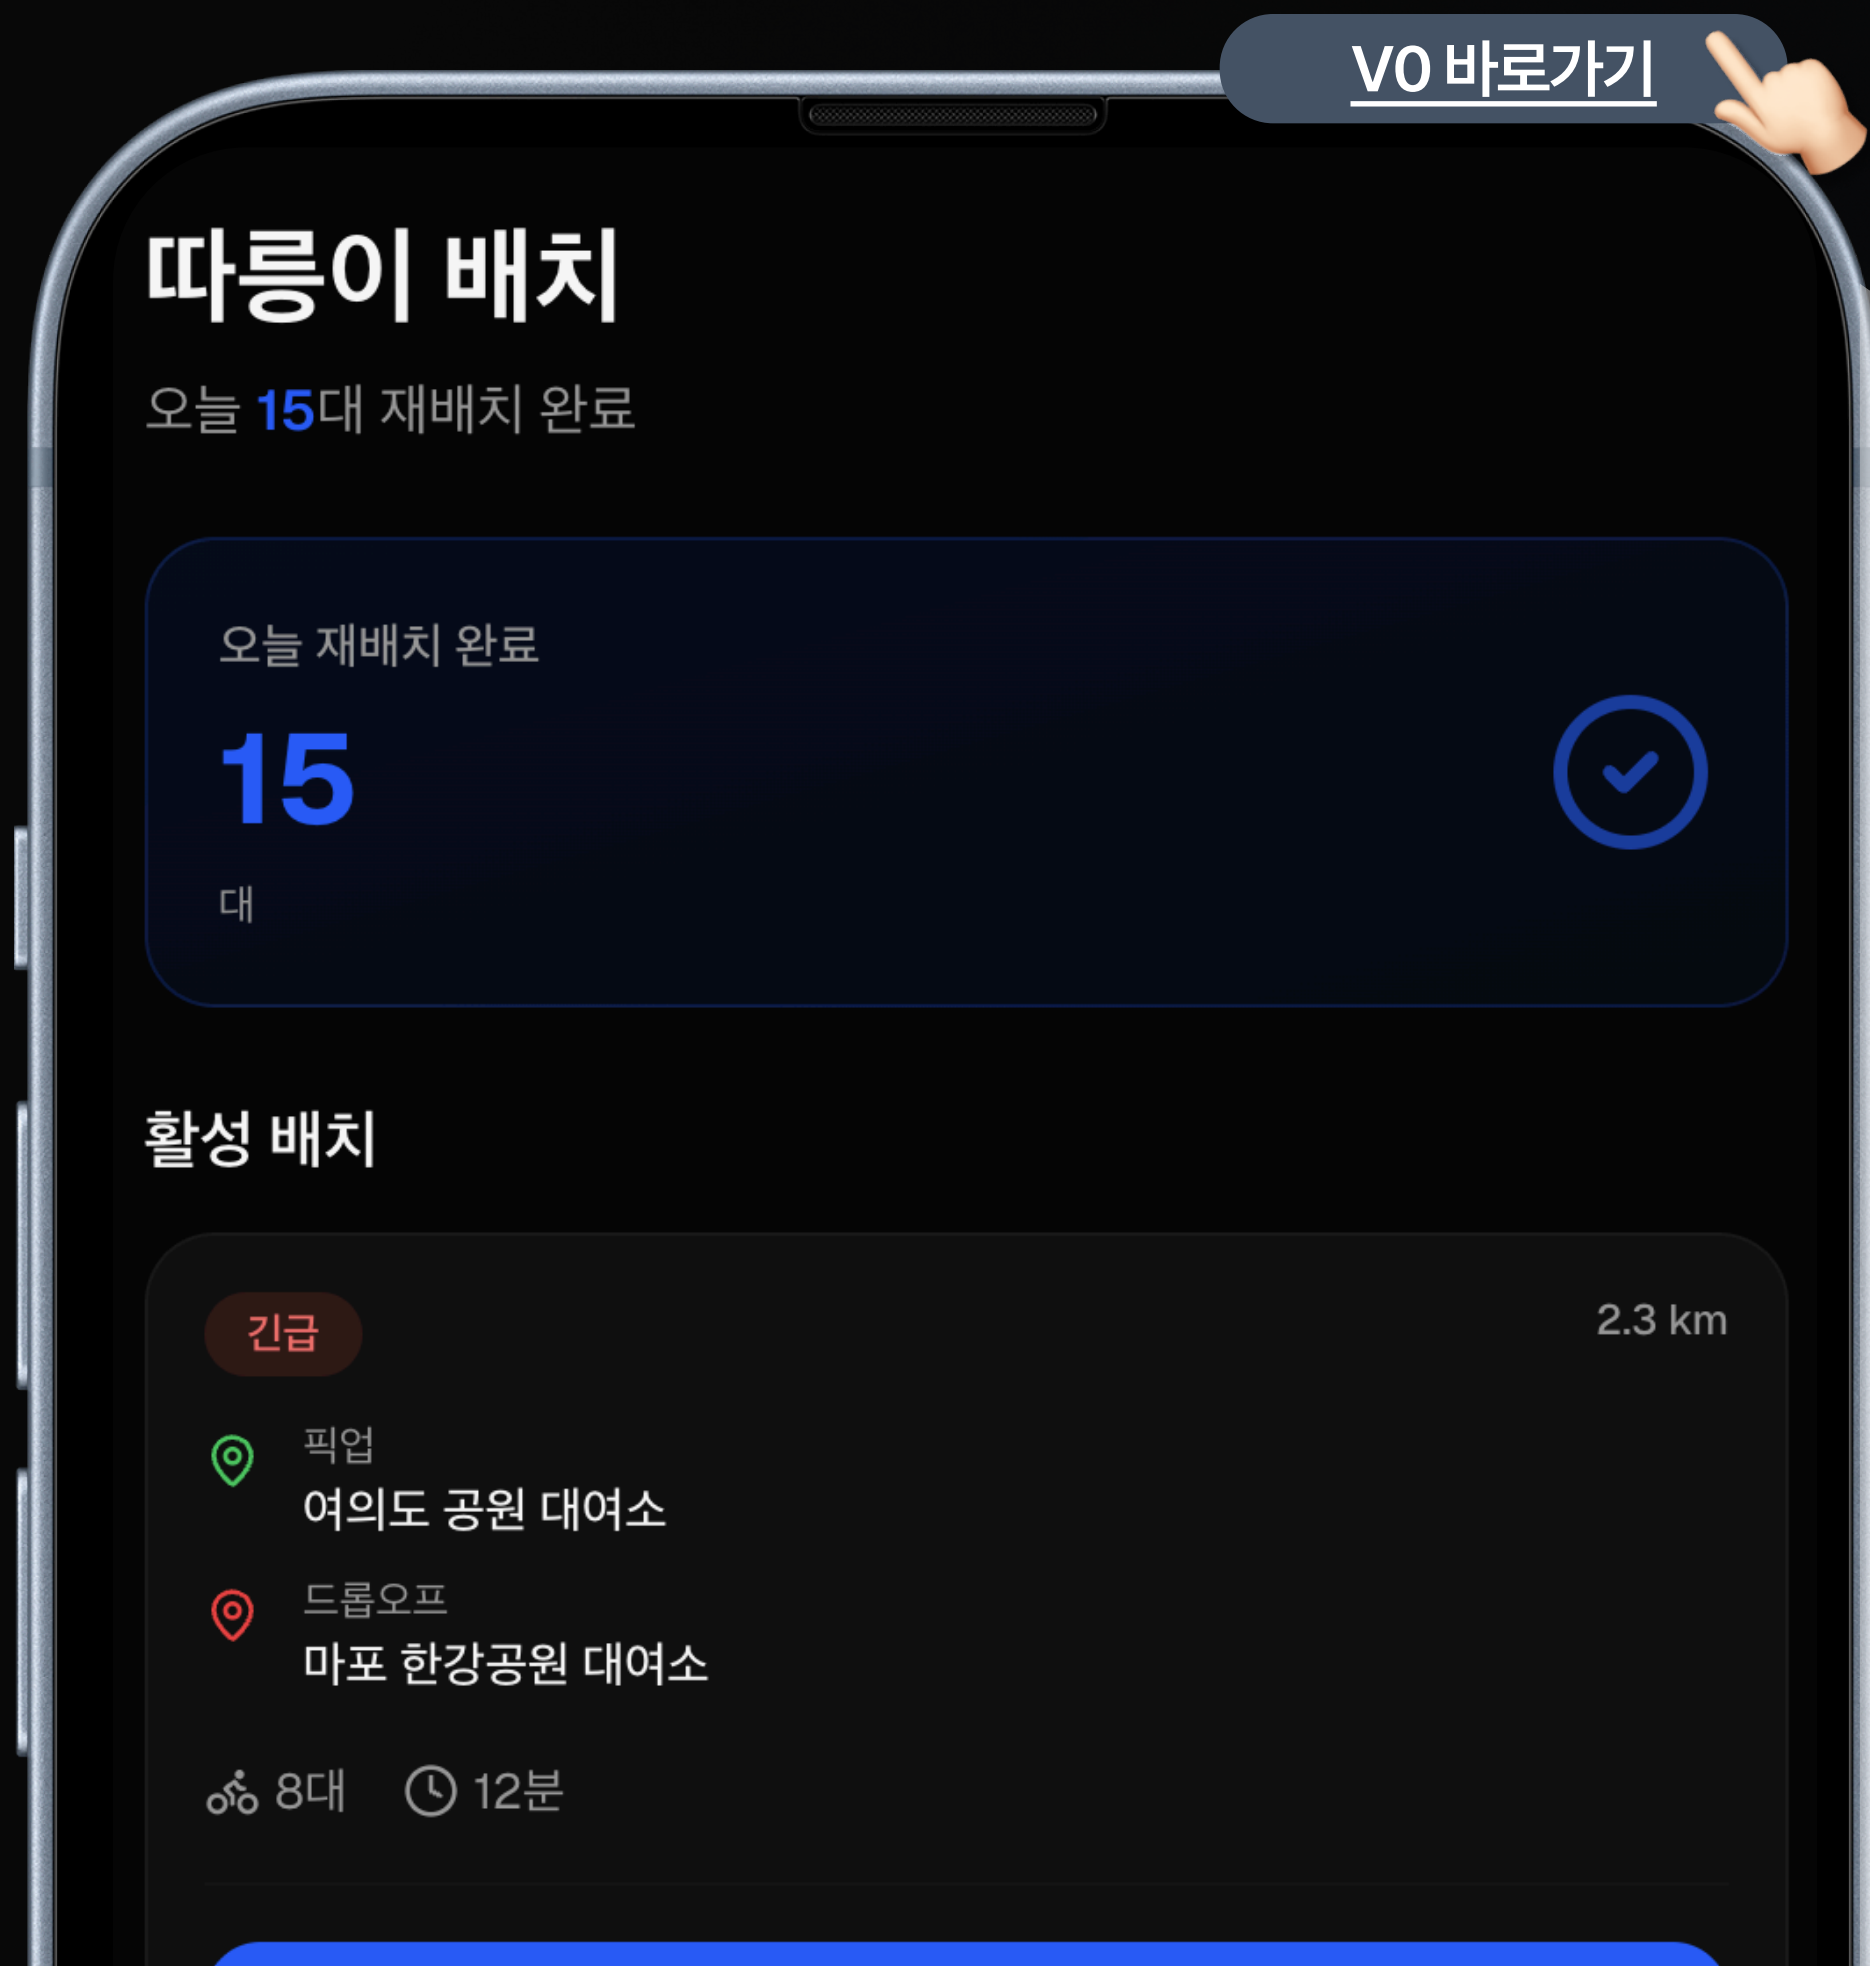 V0 바로가기
따릉이 배치
오늘 15대 재배치 완료
오늘 재배치 완료
15
대
활성 배치
긴급
2.3 km
픽업
여의도 공원 대여소
드롭오프
마포 한강공원 대여소
8대 12분